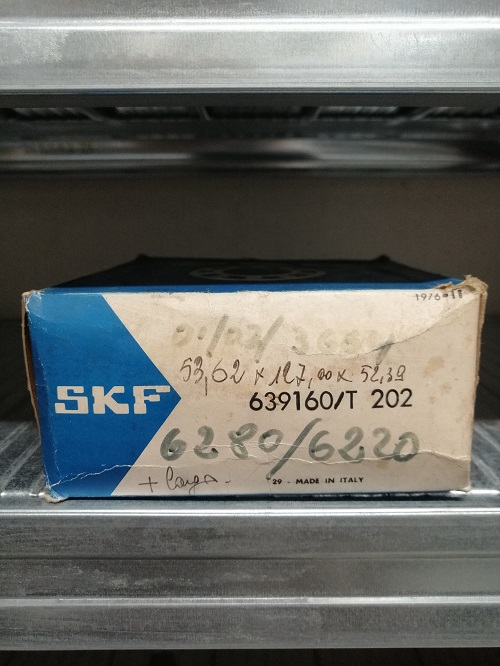 1976-11
53,62 x 127,00 x 52,39
SKF
639160/T 202
6280/6220
+ larga.
29 - MADE IN ITALY